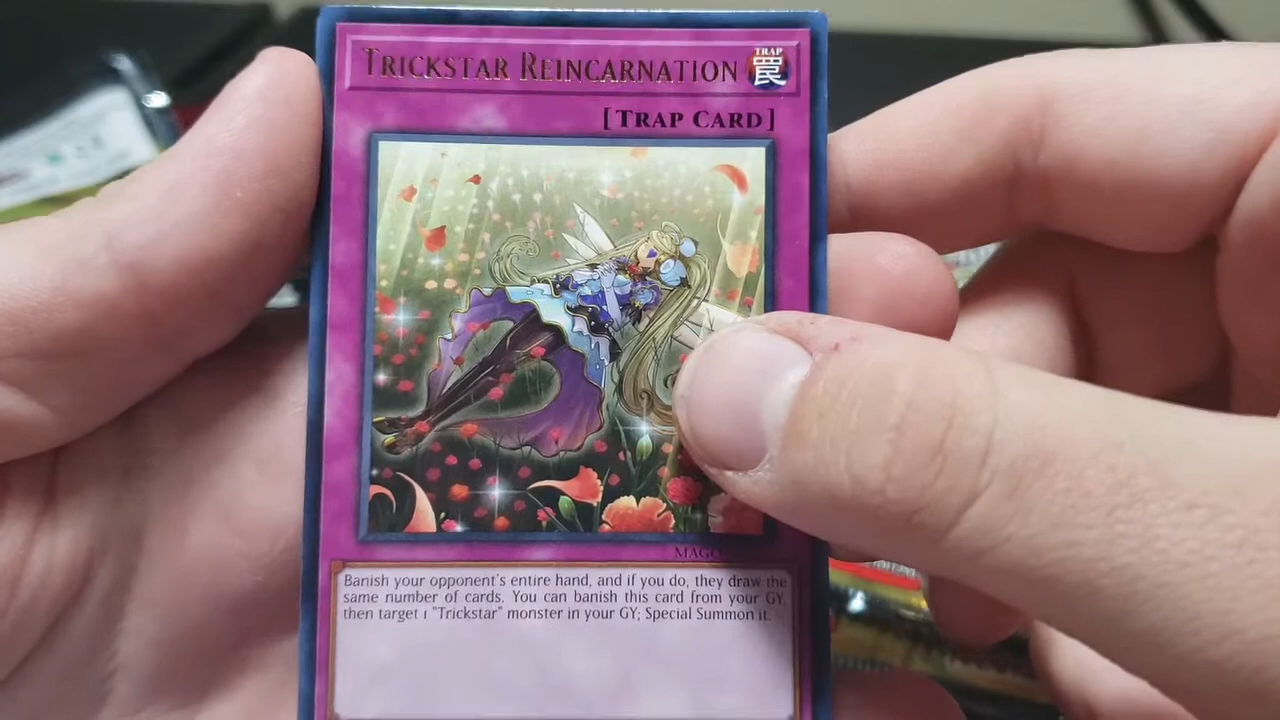 TRICKSTAR REINCARNATION
TRAP
罠
[TRAP CARD]
MAGO
Banish your opponent's entire hand, and if you do, they draw the
same number of cards. You can banish this card from your GY,
then target 1 "Trickstar" monster in your GY; Special Summon it.